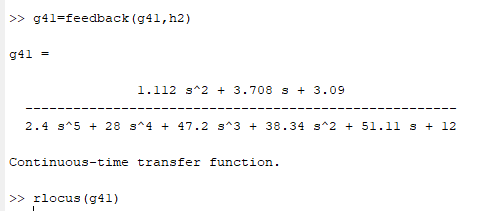 >> g41=feedback(g41,h2)
g41 =
1.112 s^2 + 3.708 s + 3.09
---------------------------------------------------------
2.4 s^5 + 28 s^4 + 47.2 s^3 + 38.34 s^2 + 51.11 s + 12
Continuous-time transfer function.
>> rlocus(g41)